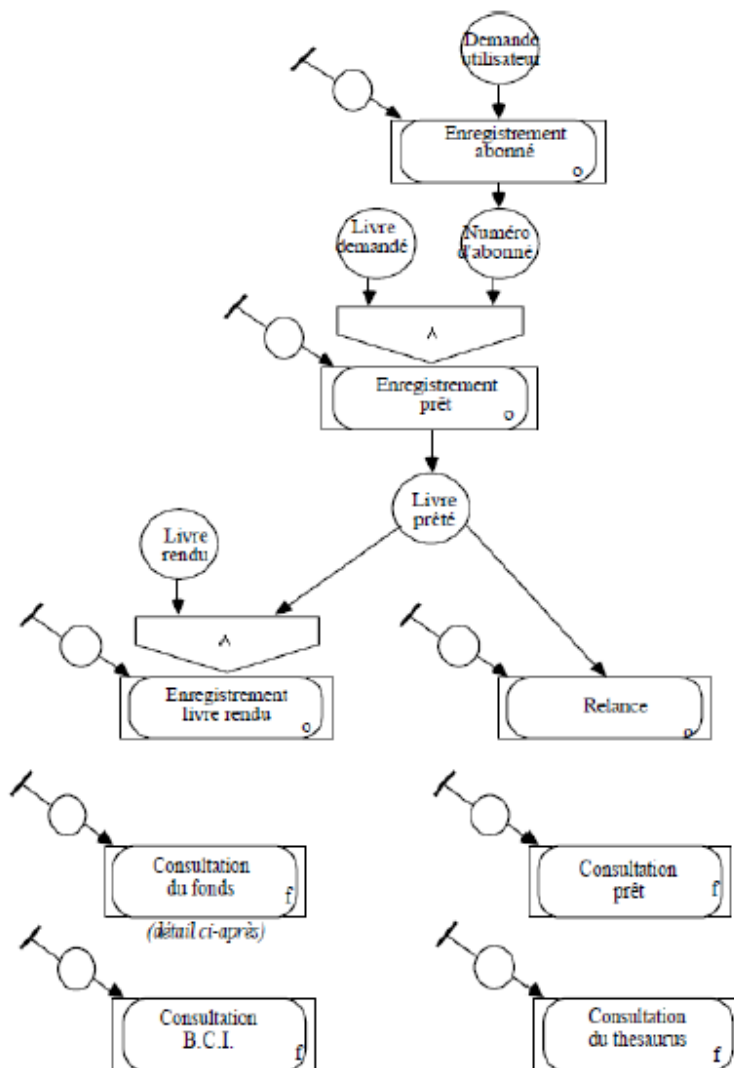 Demande
utilisateur
Enregistrement
abonné
o
Livre
demandé
Numéro
d'abonné
λ
Enregistrement
prêt
o
Livre
prêté
Livre
rendu
λ
Enregistrement
livre rendu
o
Relance
o
Consultation
du fonds
f
(détail ci-après)
Consultation
prêt
f
Consultation
B.C.I.
f
Consultation
du thesaurus
f